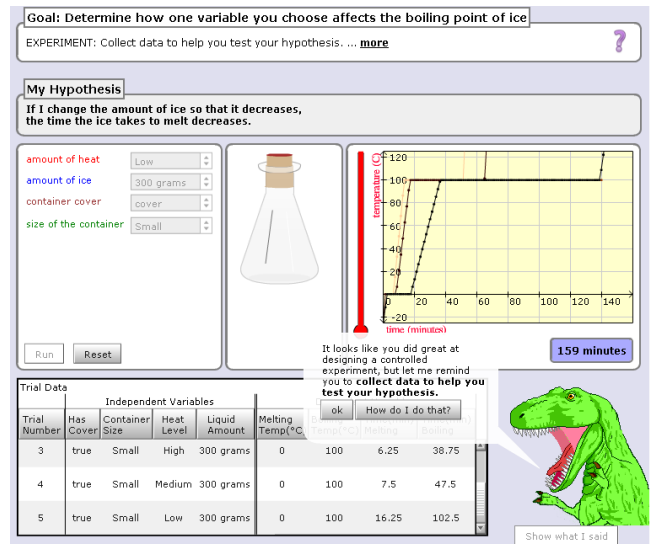 Goal: Determine how one variable you choose affects the boiling point of ice
EXPERIMENT: Collect data to help you test your hypothesis. ... more
?
My Hypothesis
If I change the amount of ice so that it decreases,
the time the ice takes to melt decreases.
amount of heat Low
amount of ice 300 grams
container cover cover
size of the container Small
Run Reset
temperature (C)
120
100
80
60
40
20
0 20 40 60 80 100 120 140
-20
time (minutes)
159 minutes
It looks like you did great at
designing a controlled
experiment, but let me remind
you to collect data to help you
test your hypothesis.
ok How do I do that?
Trial Data
Independent Variables
Trial Number Has Cover Container Size Heat Level Liquid Amount Melting Temp(°C) Temp(°C) Melting Boiling
3 true Small High 300 grams 0 100 6.25 38.75
4 true Small Medium 300 grams 0 100 7.5 47.5
5 true Small Low 300 grams 0 100 16.25 102.5
Show what I said